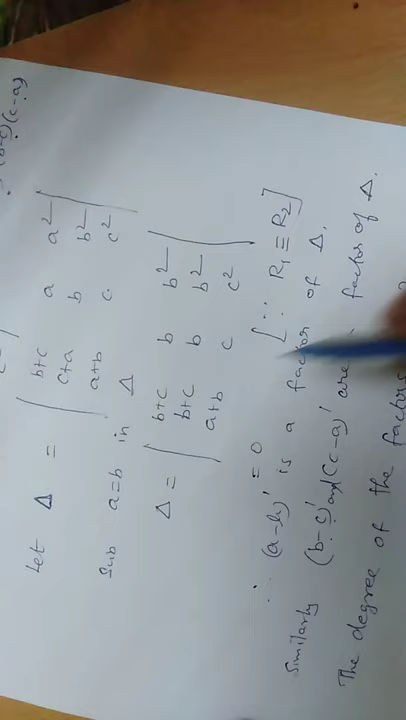 (b-c)(c-a)
Let Δ = | b+c a a² |
| c+a b b² |
| a+b c c² |
Sub a=b in Δ
Δ = | b+c b b² |
| b+c b b² |
| a+b c c² |
= 0 [∵ R₁ ≡ R₂]
∴ (a-b)' is a factor of Δ.
Similarly (b-c)' and (c-a)' are factor of Δ.
The degree of the factors